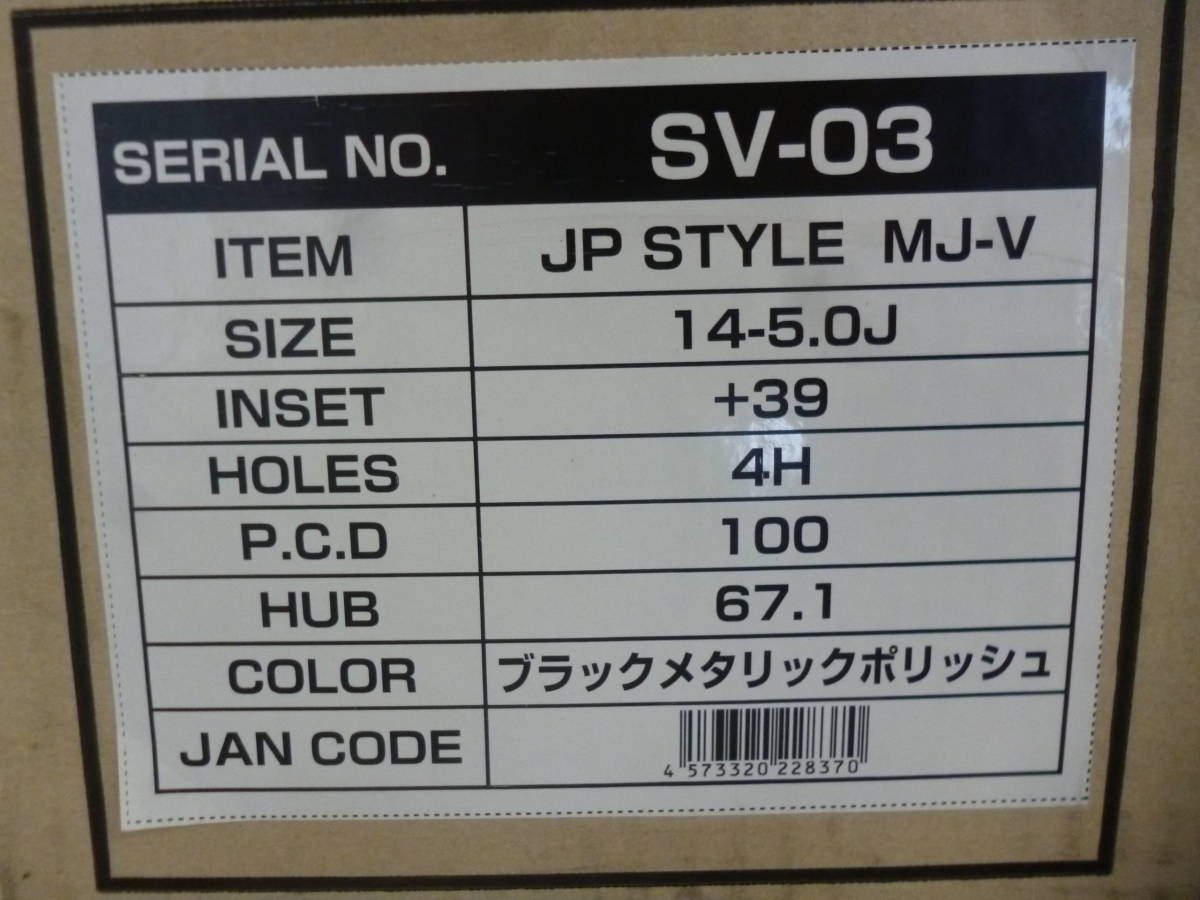 SERIAL NO. SV-03
ITEM JP STYLE MJ-V
SIZE 14-5.0J
INSET +39
HOLES 4H
P.C.D 100
HUB 67.1
COLOR ブラックメタリックポリッシュ
JAN CODE 4 573320 228370